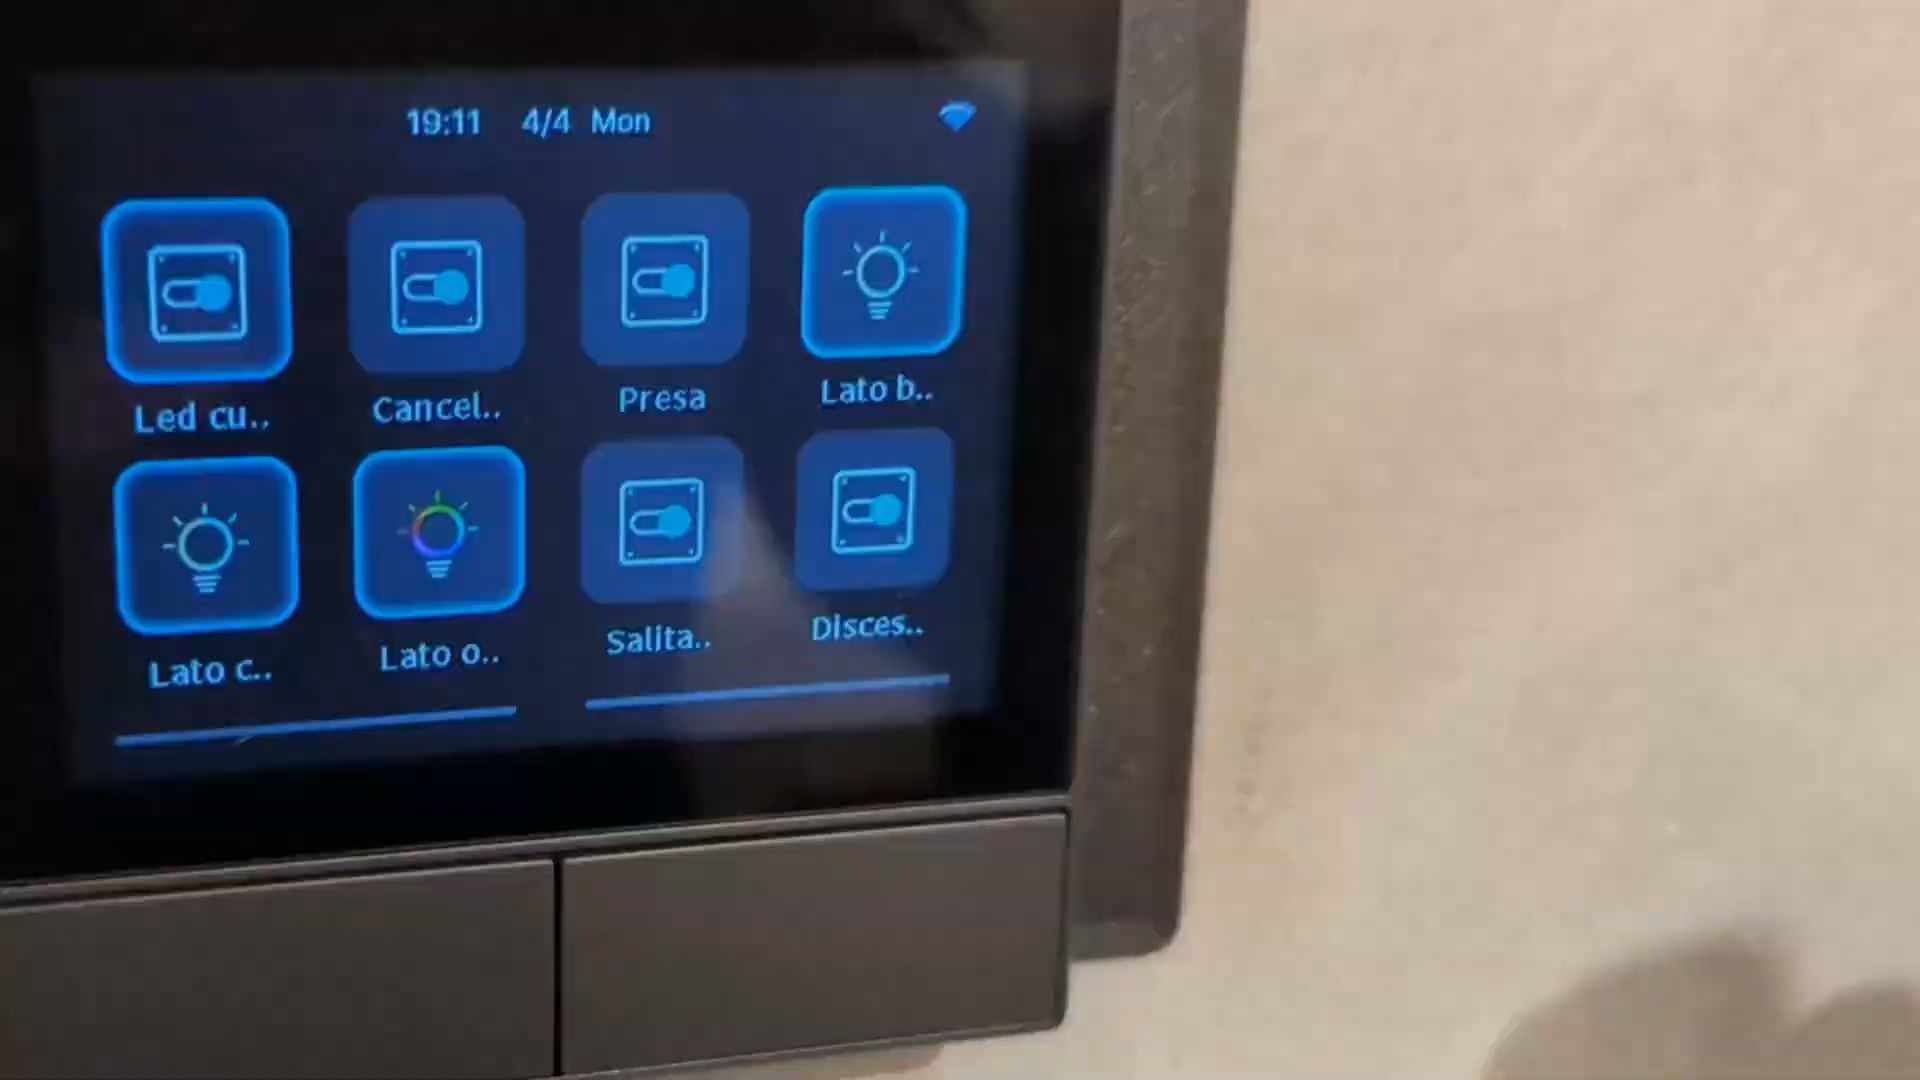 19:11 4/4 Mon
Led cu.. Cancel.. Presa Lato b..
Lato c.. Lato o.. Salita.. Disces..